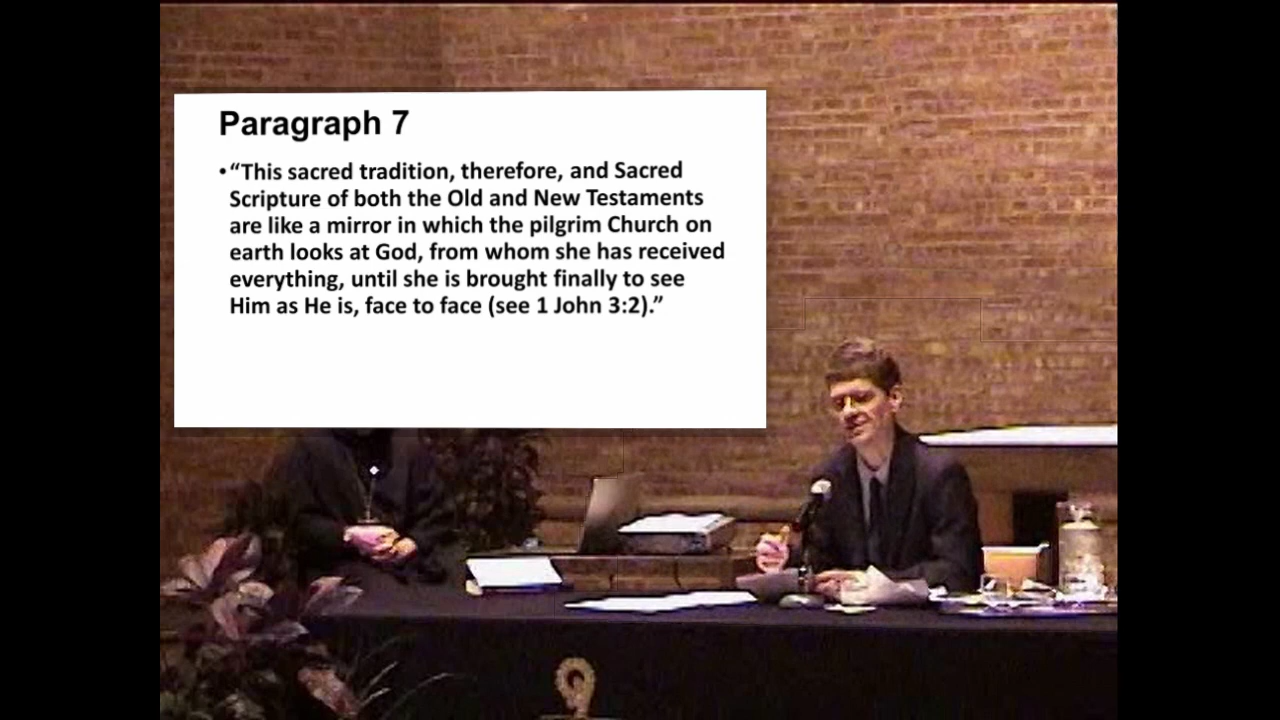 Paragraph 7
•“This sacred tradition, therefore, and Sacred
Scripture of both the Old and New Testaments
are like a mirror in which the pilgrim Church on
earth looks at God, from whom she has received
everything, until she is brought finally to see
Him as He is, face to face (see 1 John 3:2).”